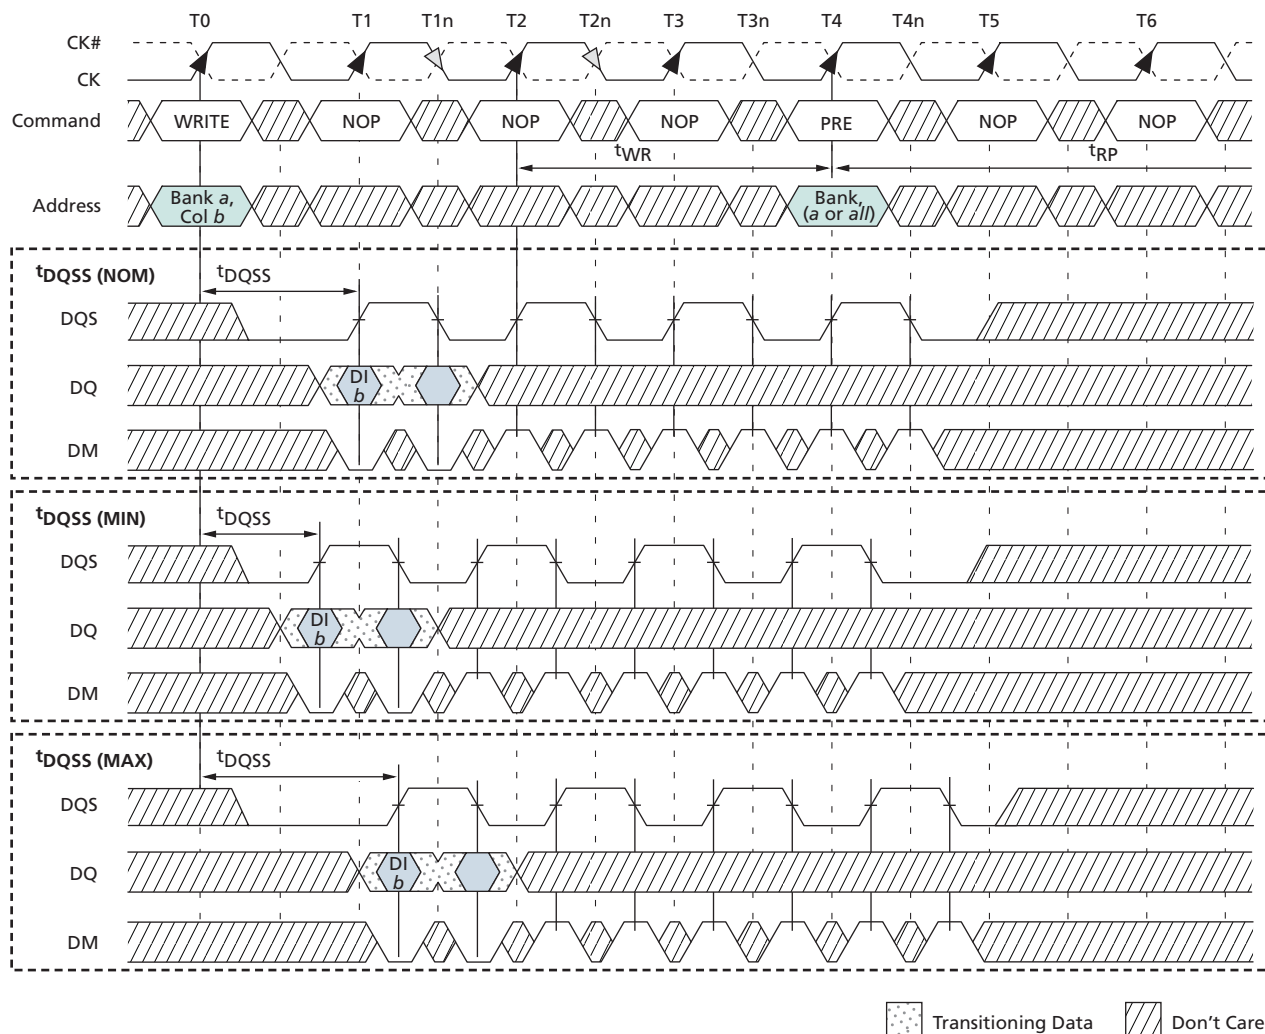 T0 T1 T1n T2 T2n T3 T3n T4 T4n T5 T6
CK#
CK
Command WRITE NOP NOP NOP PRE NOP NOP
tWR tRP
Address Bank a, Bank,
Col b (a or all)
tDQSS (NOM) tDQSS
DQS
DQ DI
b
DM
tDQSS (MIN) tDQSS
DQS
DQ DI
b
DM
tDQSS (MAX) tDQSS
DQS
DQ DI
b
DM
Transitioning Data Don't Care